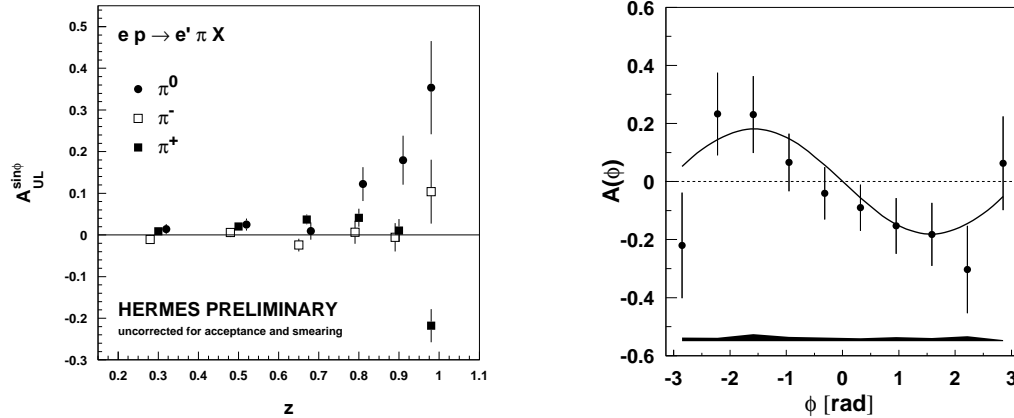 e p → e' π X
π⁰
π⁻
π⁺
A_UL^sinφ
0.5
0.4
0.3
0.2
0.1
0
-0.1
-0.2
-0.3
HERMES PRELIMINARY
uncorrected for acceptance and smearing
0.2 0.3 0.4 0.5 0.6 0.7 0.8 0.9 1 1.1
z
A(φ)
0.6
0.4
0.2
0
-0.2
-0.4
-0.6
-3 -2 -1 0 1 2 3
φ [rad]